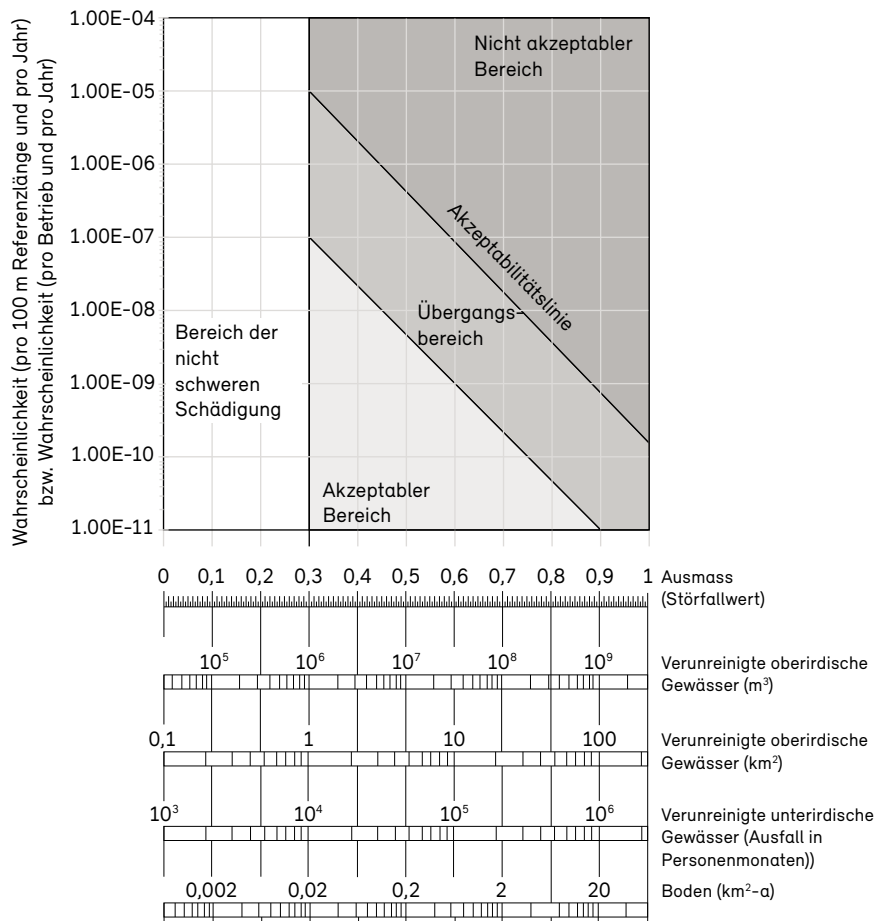 Wahrscheinlichkeit (pro 100 m Referenzlänge und pro Jahr)
bzw. Wahrscheinlichkeit (pro Betrieb und pro Jahr)
1.00E-04
1.00E-05
1.00E-06
1.00E-07
1.00E-08
1.00E-09
1.00E-10
1.00E-11
Nicht akzeptabler
Bereich
Akzeptabilitätslinie
Übergangs-
bereich
Bereich der
nicht
schweren
Schädigung
Akzeptabler
Bereich
0 0,1 0,2 0,3 0,4 0,5 0,6 0,7 0,8 0,9 1
Ausmass
(Störfallwert)
10⁵ 10⁶ 10⁷ 10⁸ 10⁹
Verunreinigte oberirdische
Gewässer (m³)
0,1 1 10 100
Verunreinigte oberirdische
Gewässer (km²)
10³ 10⁴ 10⁵ 10⁶
Verunreinigte unterirdische
Gewässer (Ausfall in
Personenmonaten))
0,002 0,02 0,2 2 20
Boden (km²-a)